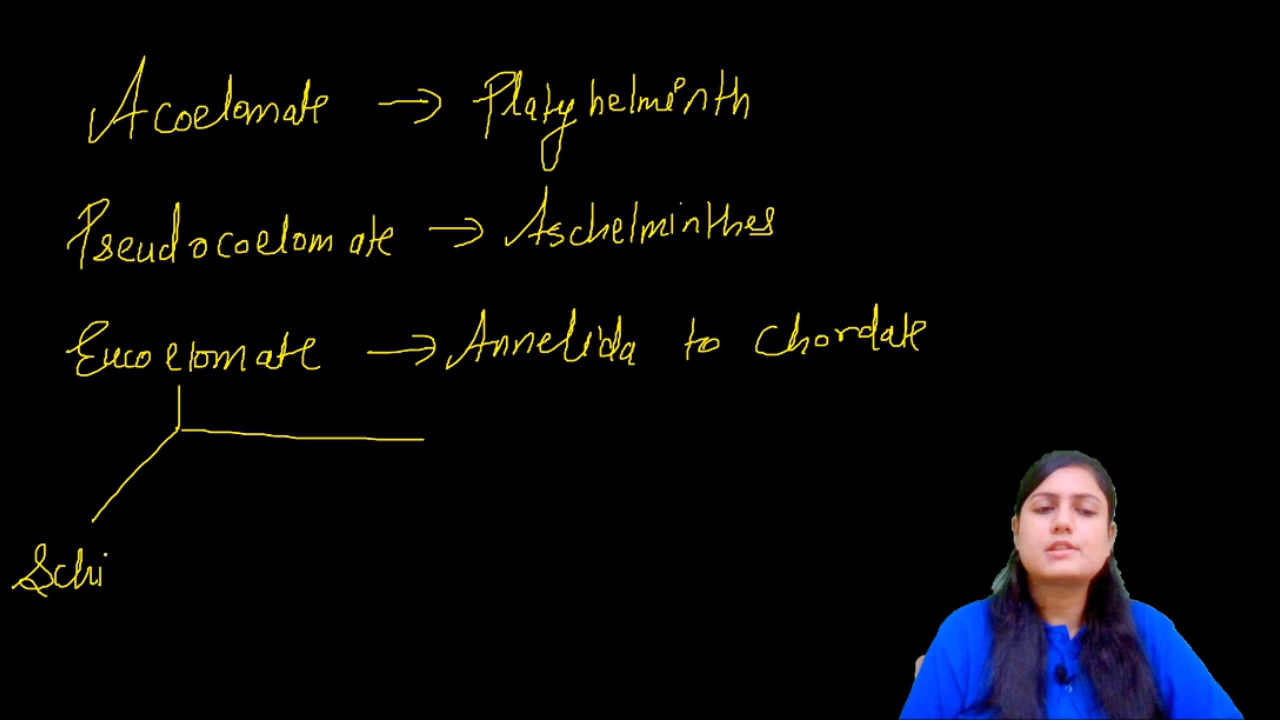 Acoelomate → Platyhelminth
Pseudocoelomate → Aschelminthes
Eucoelomate → Annelida to Chordate
Schi